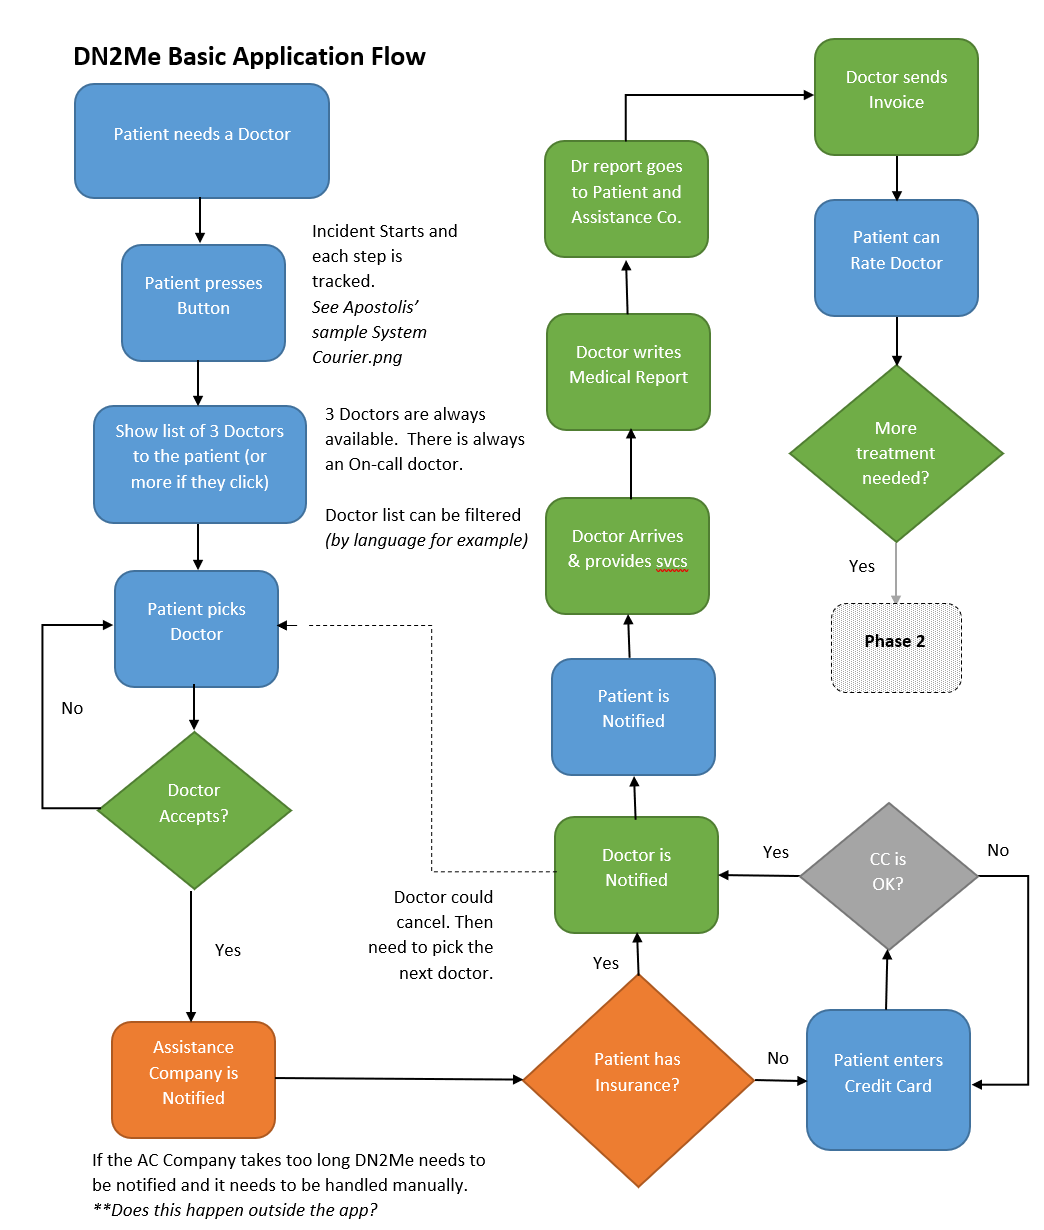 DN2Me Basic Application Flow
Patient needs a Doctor
Patient presses
Button
Incident Starts and
each step is
tracked.
See Apostolis’
sample System
Courier.png
Show list of 3 Doctors
to the patient (or
more if they click)
3 Doctors are always
available.  There is always
an On-call doctor.
Doctor list can be filtered
(by language for example)
Patient picks
Doctor
No
Doctor
Accepts?
Yes
Assistance
Company is
Notified
If the AC Company takes too long DN2Me needs to
be notified and it needs to be handled manually.
**Does this happen outside the app?
Patient has
Insurance?
No
Patient enters
Credit Card
CC is
OK?
No
Yes
Yes
Doctor is
Notified
Doctor could
cancel. Then
need to pick the
next doctor.
Patient is
Notified
Doctor Arrives
& provides svcs
Doctor writes
Medical Report
Dr report goes
to Patient and
Assistance Co.
Doctor sends
Invoice
Patient can
Rate Doctor
More
treatment
needed?
Yes
Phase 2